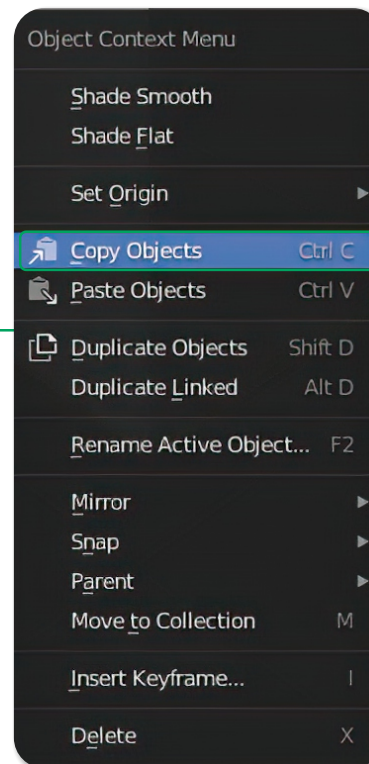 Object Context Menu
Shade Smooth
Shade Flat
Set Origin
Copy Objects Ctrl C
Paste Objects Ctrl V
Duplicate Objects Shift D
Duplicate Linked Alt D
Rename Active Object... F2
Mirror
Snap
Parent
Move to Collection M
Insert Keyframe... I
Delete X